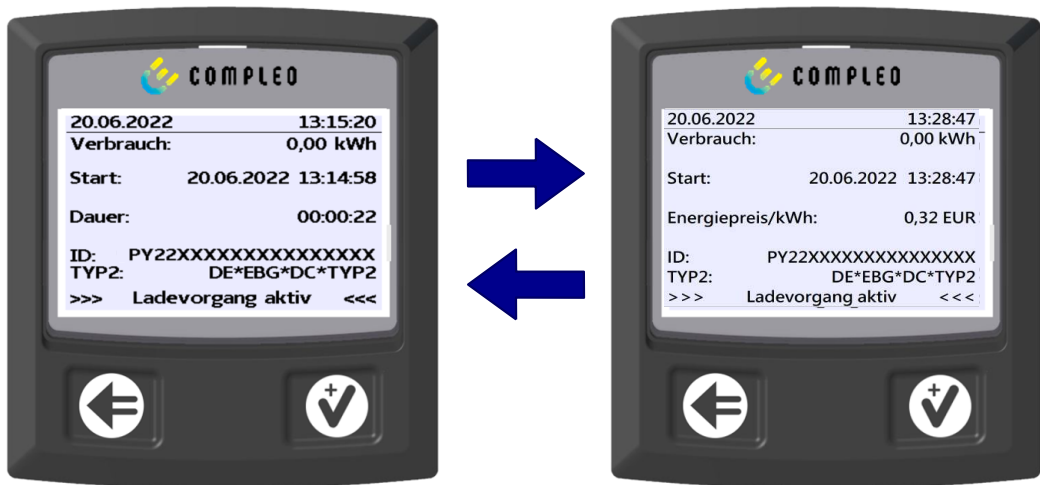 COMPLEO
20.06.2022 13:15:20
Verbrauch: 0,00 kWh
Start: 20.06.2022 13:14:58
Dauer: 00:00:22
ID: PY22XXXXXXXXXXXXXXX
TYP2: DE*EBG*DC*TYP2
>>> Ladevorgang aktiv <<<
COMPLEO
20.06.2022 13:28:47
Verbrauch: 0,00 kWh
Start: 20.06.2022 13:28:47
Energiepreis/kWh: 0,32 EUR
ID: PY22XXXXXXXXXXXXXXX
TYP2: DE*EBG*DC*TYP2
>>> Ladevorgang aktiv <<<